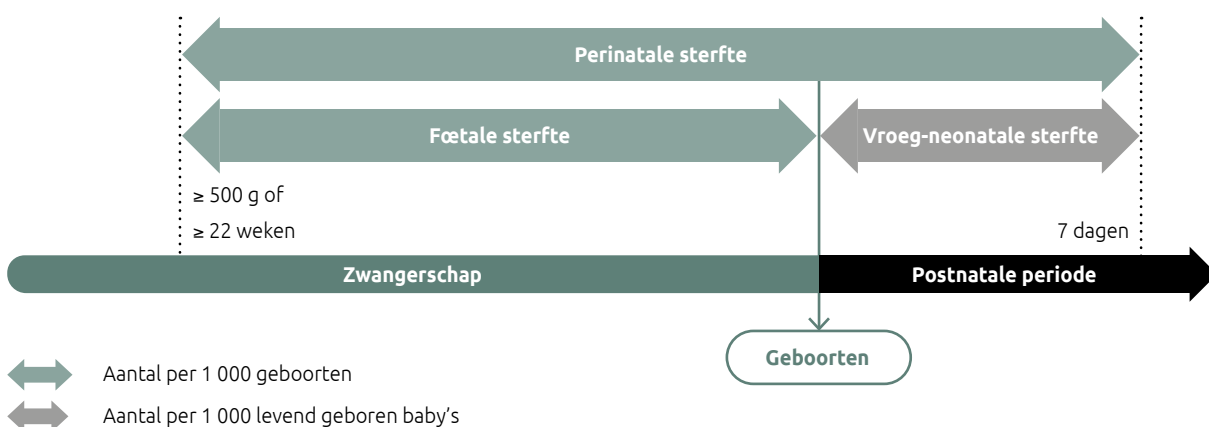 Perinatale sterfte
Fœtale sterfte
Vroeg-neonatale sterfte
≥ 500 g of
≥ 22 weken
7 dagen
Zwangerschap
Postnatale periode
Geboorten
Aantal per 1 000 geboorten
Aantal per 1 000 levend geboren baby's